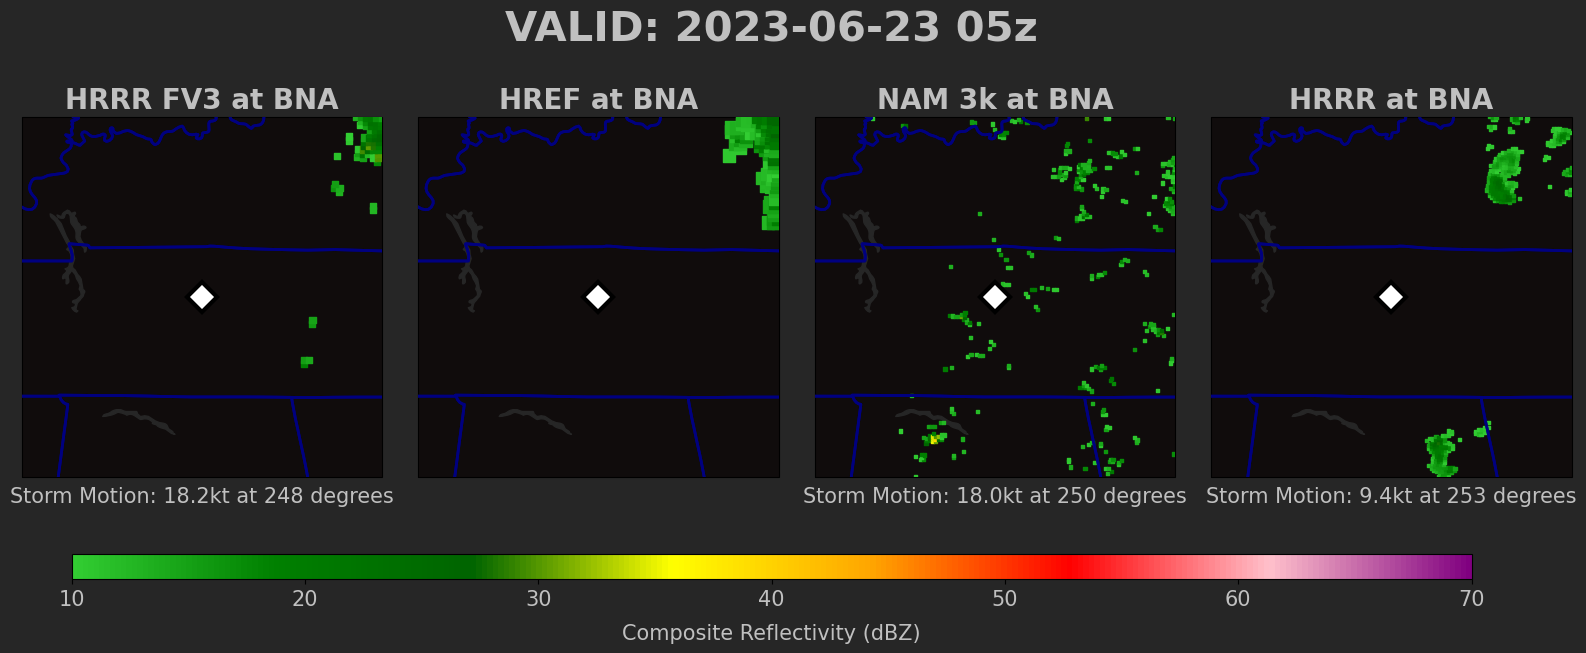 VALID: 2023-06-23 05z
HRRR FV3 at BNA
HREF at BNA
NAM 3k at BNA
HRRR at BNA
Storm Motion: 18.2kt at 248 degrees
Storm Motion: 18.0kt at 250 degrees
Storm Motion: 9.4kt at 253 degrees
10 20 30 40 50 60 70
Composite Reflectivity (dBZ)